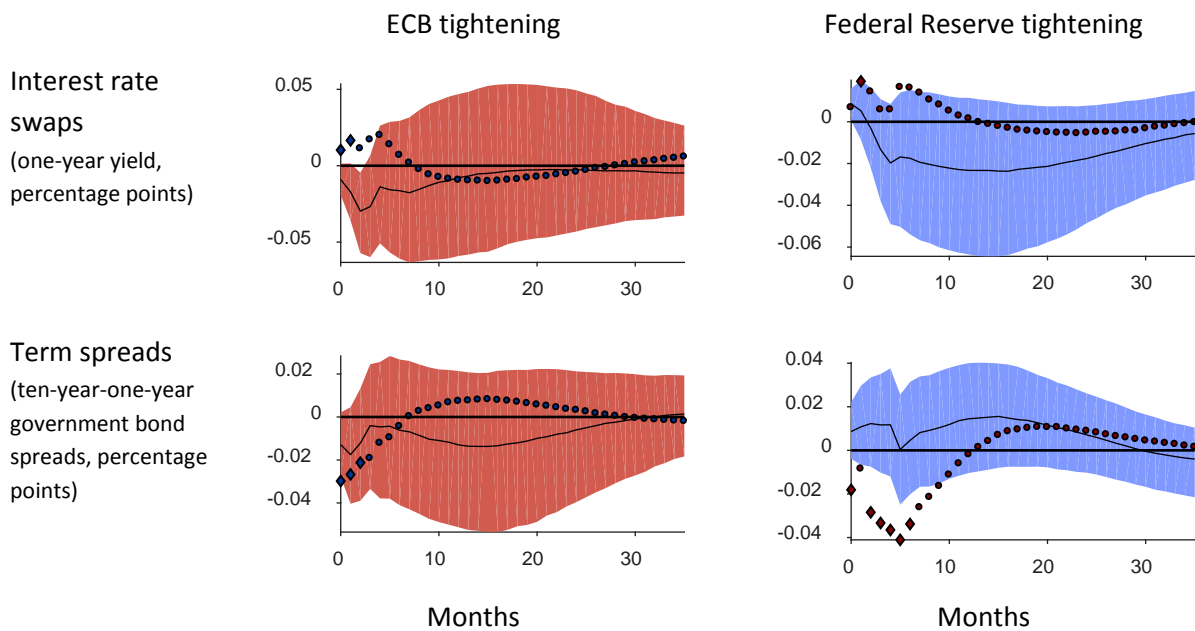 ECB tightening
Federal Reserve tightening
Interest rate
swaps
(one-year yield,
percentage points)
0.05
0
-0.05
0 10 20 30
0
-0.02
-0.04
-0.06
0 10 20 30
Term spreads
(ten-year-one-year
government bond
spreads, percentage
points)
0.02
0
-0.02
-0.04
0 10 20 30
0.04
0.02
0
-0.02
-0.04
0 10 20 30
Months
Months